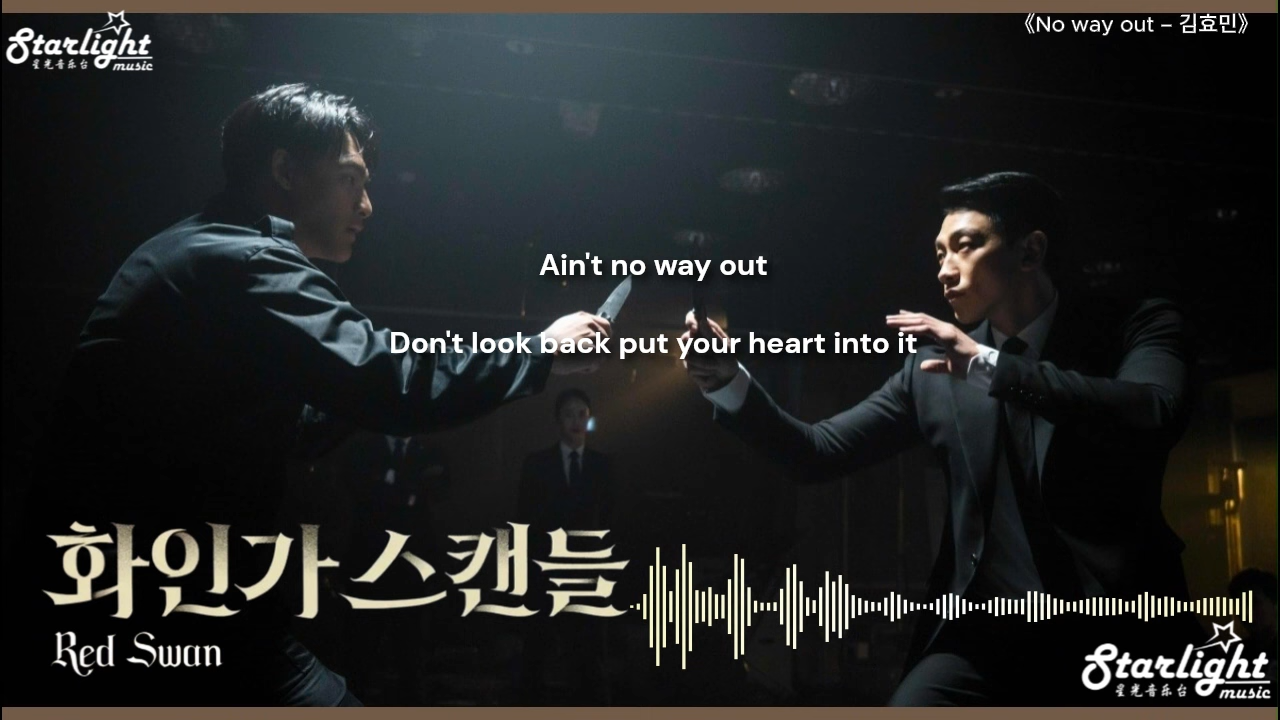 Starlight
星光音乐台 music
《No way out – 김효민》
Ain't no way out
Don't look back put your heart into it
화인가 스캔들
Red Swan
Starlight
星光音乐台 music